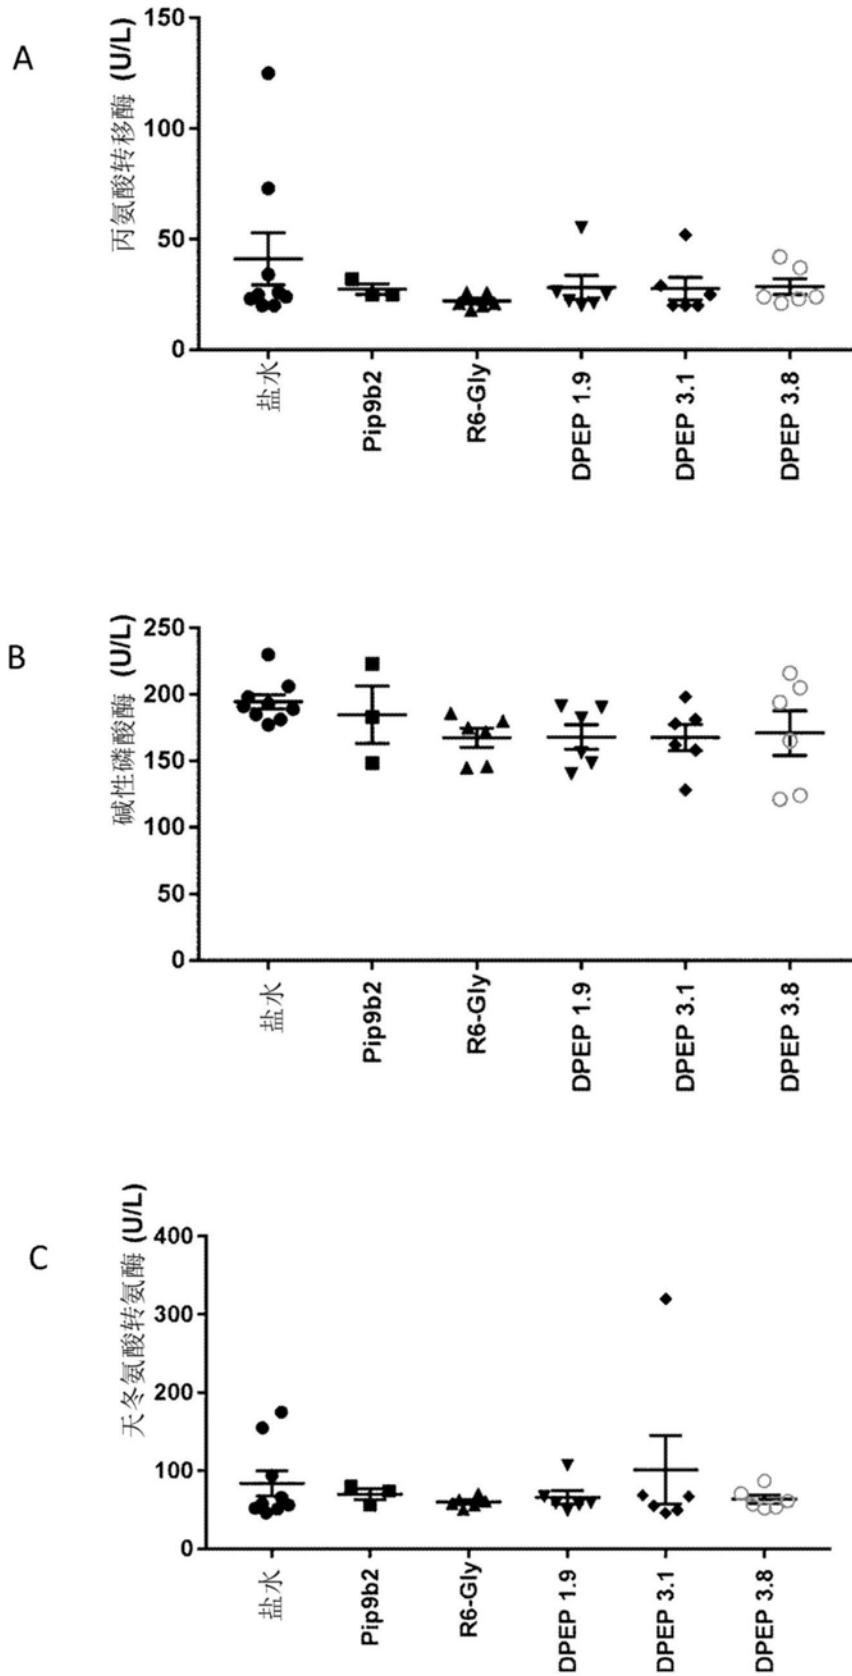 A
丙氨酸转移酶 (U/L)
150
100
50
0
盐水
Pip9b2
R6-Gly
DPEP 1.9
DPEP 3.1
DPEP 3.8
B
碱性磷酸酶 (U/L)
250
200
150
100
50
0
盐水
Pip9b2
R6-Gly
DPEP 1.9
DPEP 3.1
DPEP 3.8
C
天冬氨酸转氨酶 (U/L)
400
300
200
100
0
盐水
Pip9b2
R6-Gly
DPEP 1.9
DPEP 3.1
DPEP 3.8